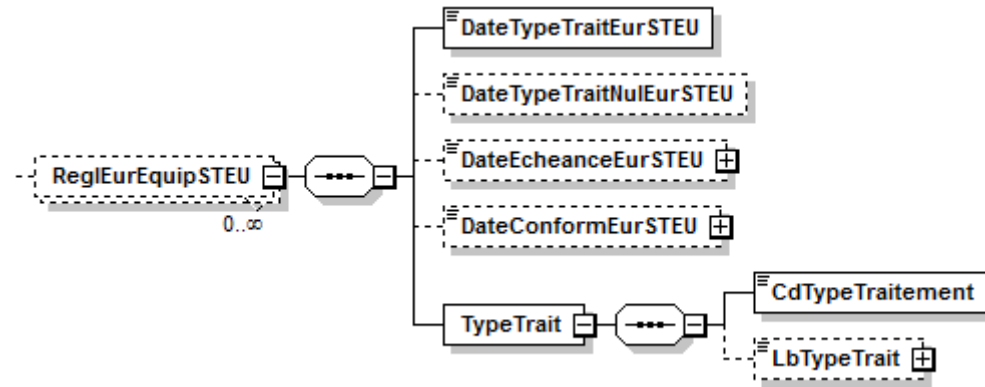 DateTypeTraitEurSTEU
DateTypeTraitNulEurSTEU
DateEcheanceEurSTEU
ReglEurEquipSTEU
0..∞
DateConformEurSTEU
CdTypeTraitement
TypeTrait
LbTypeTrait